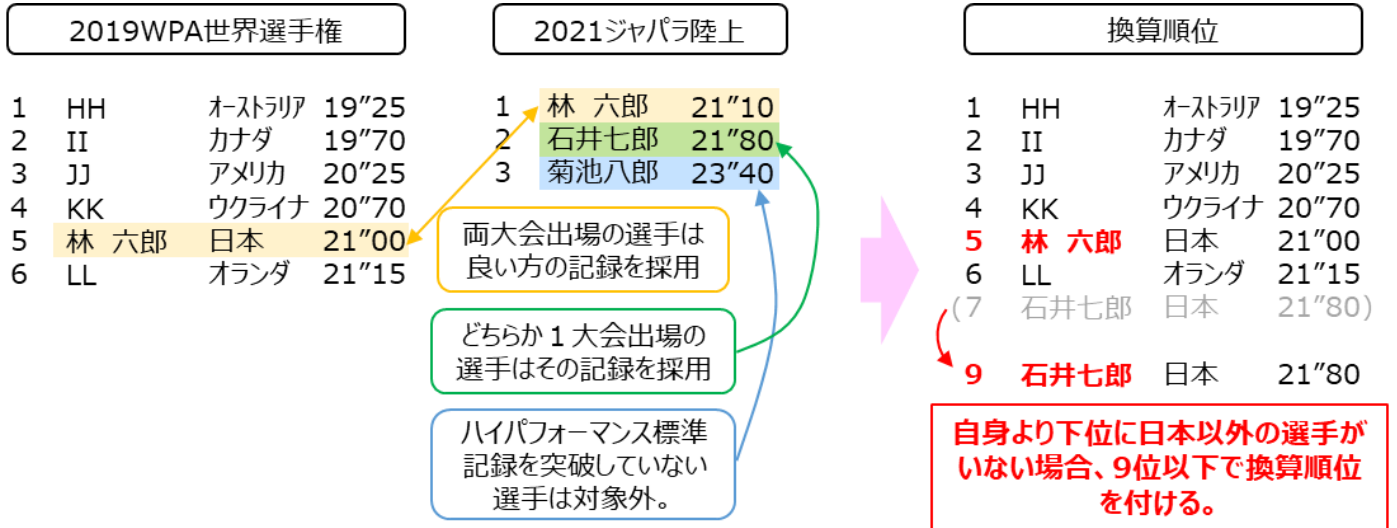 2019WPA世界選手権
1 HH オーストラリア 19”25
2 II カナダ 19”70
3 JJ アメリカ 20”25
4 KK ウクライナ 20”70
5 林 六郎 日本 21”00
6 LL オランダ 21”15
2021ジャパラ陸上
1 林 六郎 21”10
2 石井七郎 21”80
3 菊池八郎 23”40
両大会出場の選手は
良い方の記録を採用
どちらか1大会出場の
選手はその記録を採用
ハイパフォーマンス標準
記録を突破していない
選手は対象外。
換算順位
1 HH オーストラリア 19”25
2 II カナダ 19”70
3 JJ アメリカ 20”25
4 KK ウクライナ 20”70
5 林 六郎 日本 21”00
6 LL オランダ 21”15
(7 石井七郎 日本 21”80)
9 石井七郎 日本 21”80
自身より下位に日本以外の選手が
いない場合、9位以下で換算順位
を付ける。